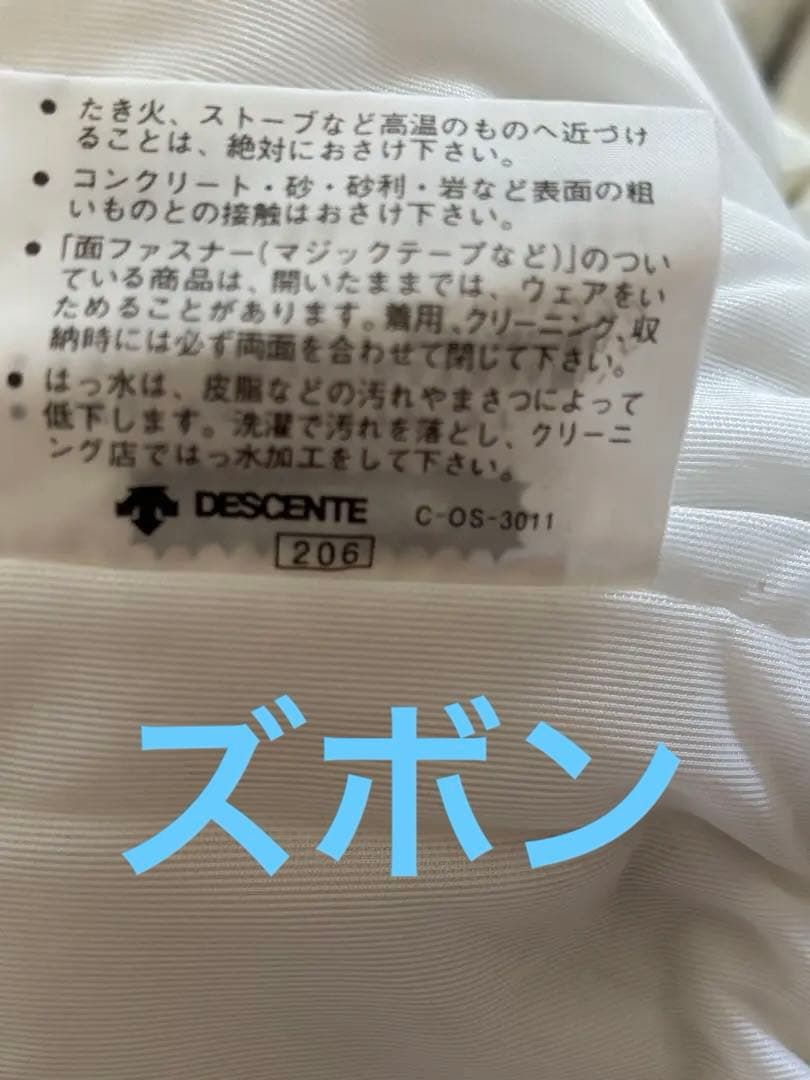 • たき火、ストーブなど高温のものへ近づけ
ることは、絶対におさけ下さい。
• コンクリート・砂・砂利・岩など表面の粗
いものとの接触はおさけ下さい。
• 「面ファスナー(マジックテープなど)」のつい
ている商品は、開いたままでは、ウェアをい
ためることがあります。着用、クリーニング、収
納時には必ず両面を合わせて閉じて下さい。
• はっ水は、皮脂などの汚れやまさつによって
低下します。洗濯で汚れを落とし、クリーニ
ング店ではっ水加工をして下さい。
DESCENTE C-OS-3011
206
ズボン